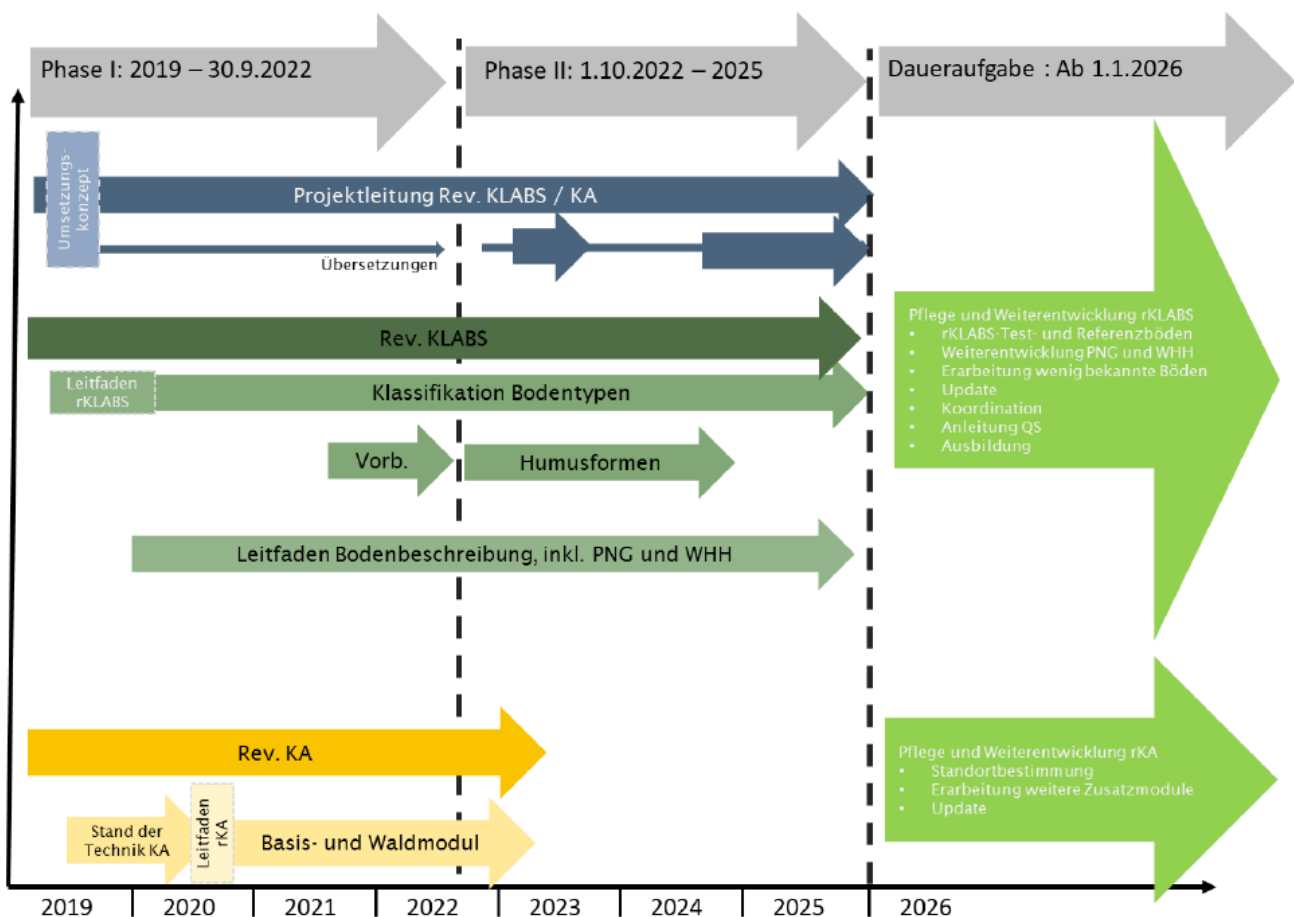 Phase I: 2019 – 30.9.2022
Phase II: 1.10.2022 – 2025
Daueraufgabe : Ab 1.1.2026
Umsetzungs-
konzept
Projektleitung Rev. KLABS / KA
Übersetzungen
Rev. KLABS
Leitfaden
rKLABS
Klassifikation Bodentypen
Vorb.
Humusformen
Leitfaden Bodenbeschreibung, inkl. PNG und WHH
Pflege und Weiterentwicklung rKLABS
• rKLABS-Test- und Referenzböden
• Weiterentwicklung PNG und WHH
• Erarbeitung wenig bekannte Böden
• Update
• Koordination
• Anleitung QS
• Ausbildung
Rev. KA
Stand der
Technik KA
Leitfaden
rKA
Basis- und Waldmodul
Pflege und Weiterentwicklung rKA
• Standortbestimmung
• Erarbeitung weitere Zusatzmodule
• Update
2019 2020 2021 2022 2023 2024 2025 2026